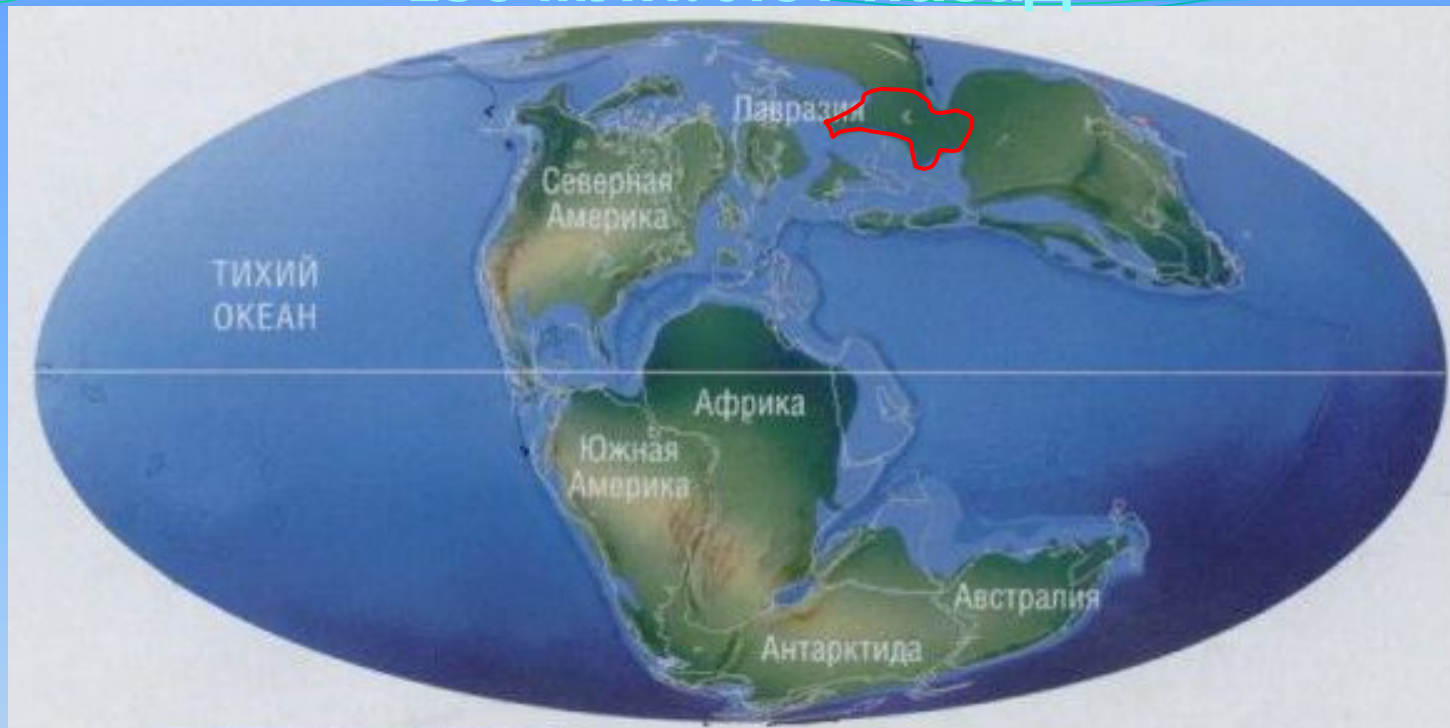 Лавразия
Северная
Америка
ТИХИЙ
ОКЕАН
Африка
Южная
Америка
Австралия
Антарктида